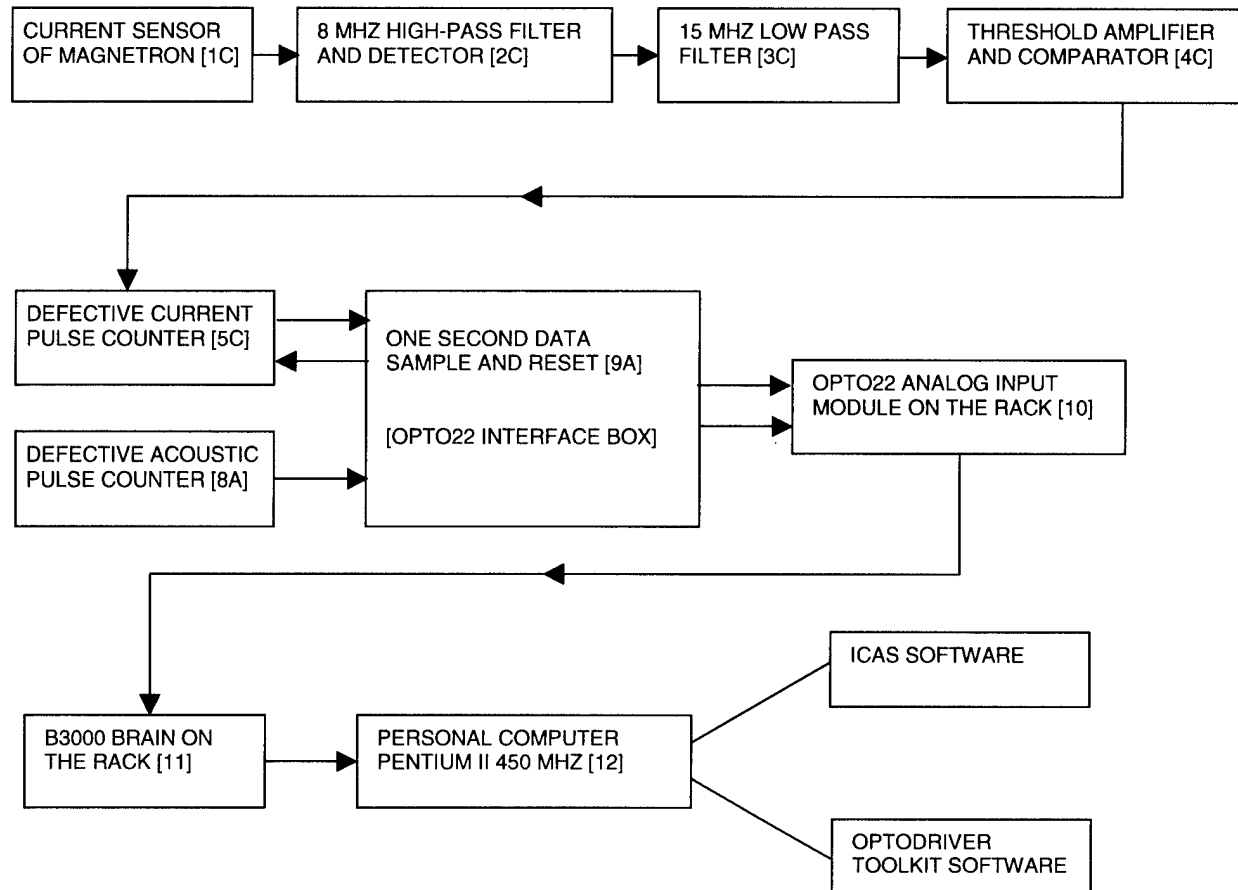 CURRENT SENSOR
OF MAGNETRON [1C]
8 MHZ HIGH-PASS FILTER
AND DETECTOR [2C]
15 MHZ LOW PASS
FILTER [3C]
THRESHOLD AMPLIFIER
AND COMPARATOR [4C]
DEFECTIVE CURRENT
PULSE COUNTER [5C]
ONE SECOND DATA
SAMPLE AND RESET [9A]
[OPTO22 INTERFACE BOX]
OPTO22 ANALOG INPUT
MODULE ON THE RACK [10]
DEFECTIVE ACOUSTIC
PULSE COUNTER [8A]
B3000 BRAIN ON
THE RACK [11]
PERSONAL COMPUTER
PENTIUM II 450 MHZ [12]
ICAS SOFTWARE
OPTODRIVER
TOOLKIT SOFTWARE